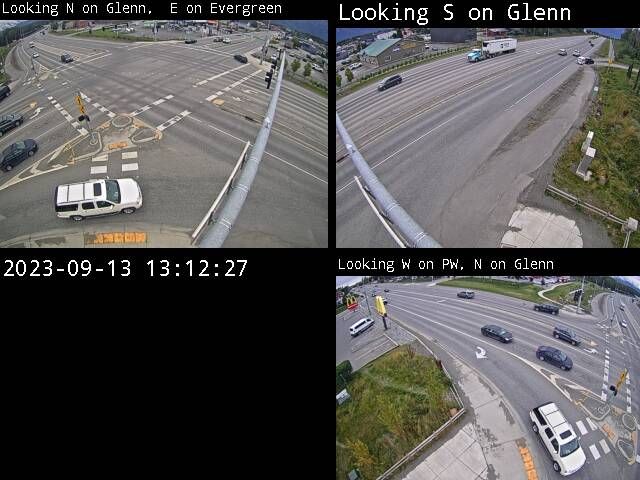 Looking N on Glenn, E on Evergreen
Looking S on Glenn
2023-09-13 13:12:27
Looking W on PW, N on Glenn